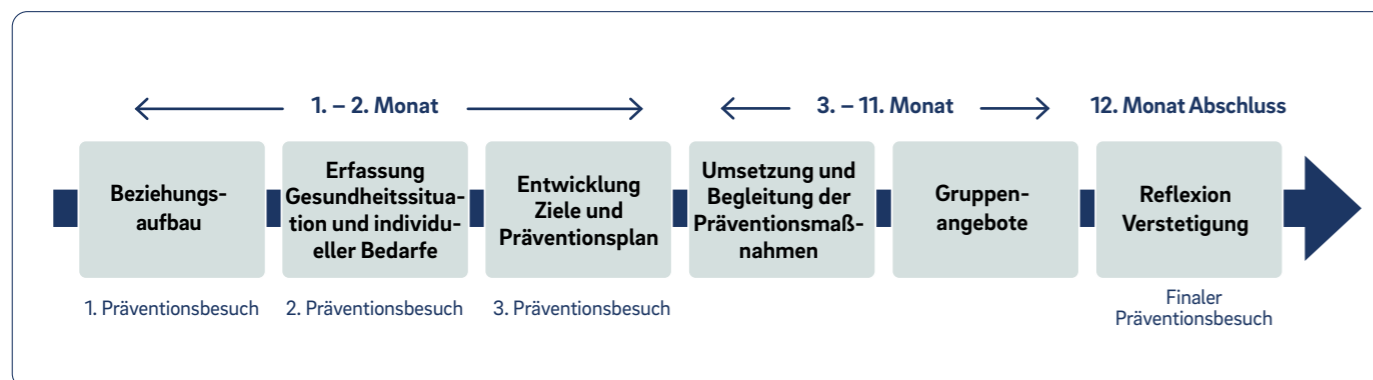 1. – 2. Monat
3. – 11. Monat
12. Monat Abschluss
Beziehungs-
aufbau
Erfassung
Gesundheitssitua-
tion und individu-
eller Bedarfe
Entwicklung
Ziele und
Präventionsplan
Umsetzung und
Begleitung der
Präventionsmaß-
nahmen
Gruppen-
angebote
Reflexion
Verstetigung
1. Präventionsbesuch
2. Präventionsbesuch
3. Präventionsbesuch
Finaler
Präventionsbesuch